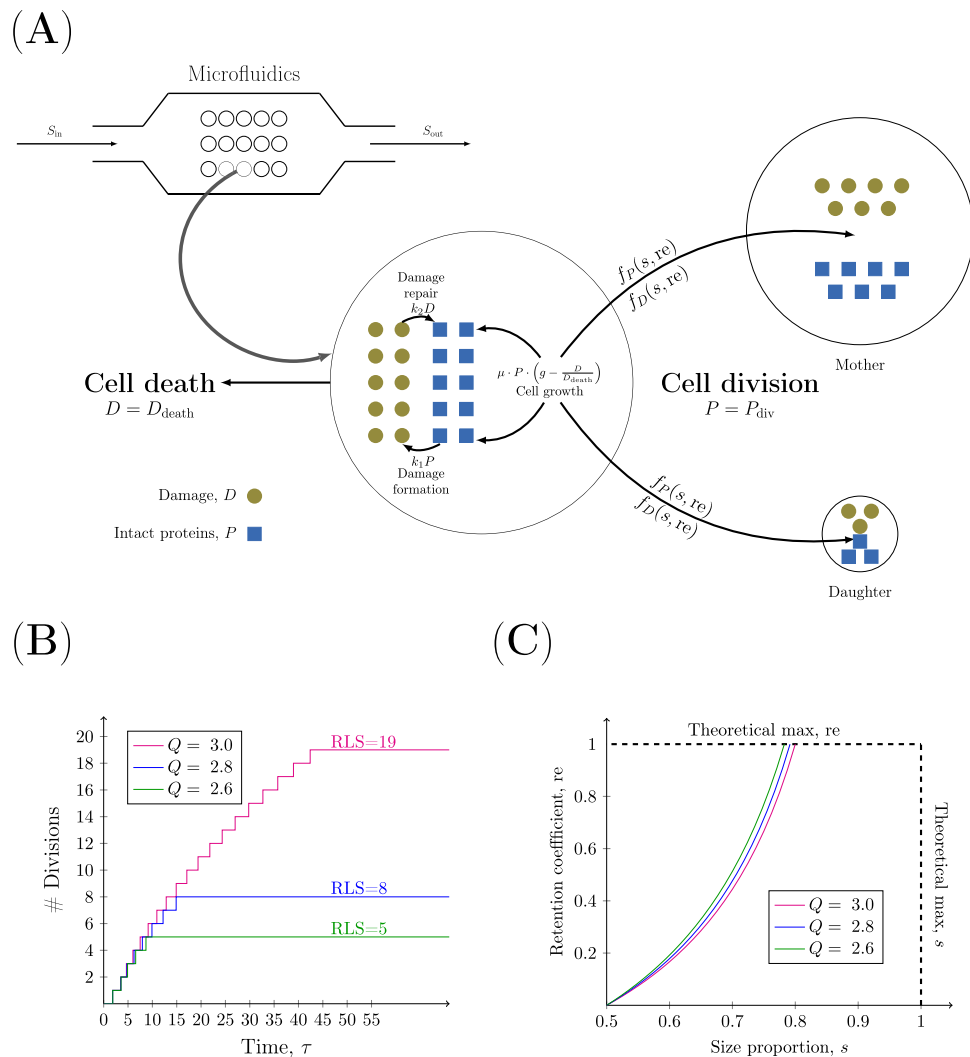 (A)
Microfluidics
S_in
S_out
Damage
repair
k₂D
μ · P · (g − D/D_death)
Cell growth
k₁P
Damage
formation
Cell death
D = D_death
Cell division
P = P_div
f_P(s, re)
f_D(s, re)
Mother
f_P(s, re)
f_D(s, re)
Daughter
Damage, D
Intact proteins, P
(B)
# Divisions
20
18
16
14
12
10
8
6
4
2
Q = 3.0
Q = 2.8
Q = 2.6
RLS=19
RLS=8
RLS=5
0 5 10 15 20 25 30 35 40 45 50 55
Time, τ
(C)
Retention coeffficient, re
1
0.8
0.6
0.4
0.2
Theoretical max, re
Theoretical max, s
Q = 3.0
Q = 2.8
Q = 2.6
0.5 0.6 0.7 0.8 0.9 1
Size proportion, s